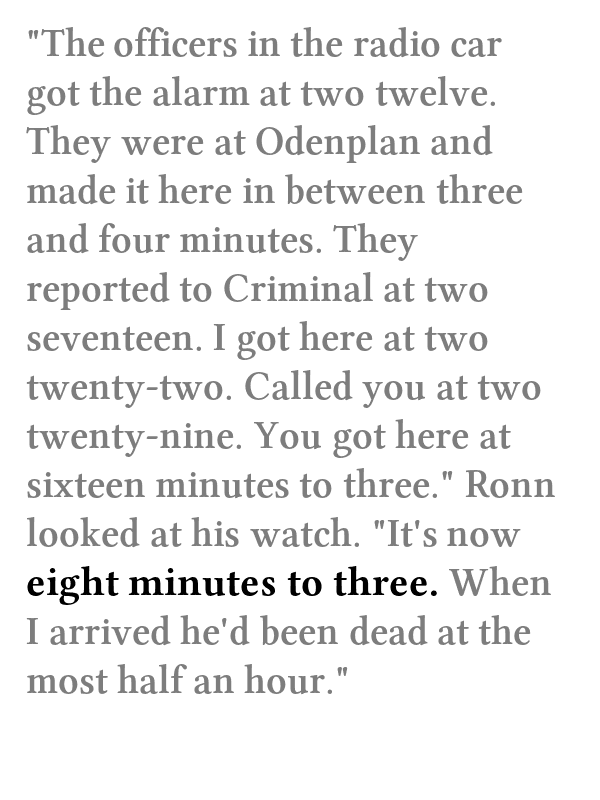 "The officers in the radio car
got the alarm at two twelve.
They were at Odenplan and
made it here in between three
and four minutes. They
reported to Criminal at two
seventeen. I got here at two
twenty-two. Called you at two
twenty-nine. You got here at
sixteen minutes to three." Ronn
looked at his watch. "It's now
eight minutes to three. When
I arrived he'd been dead at the
most half an hour."